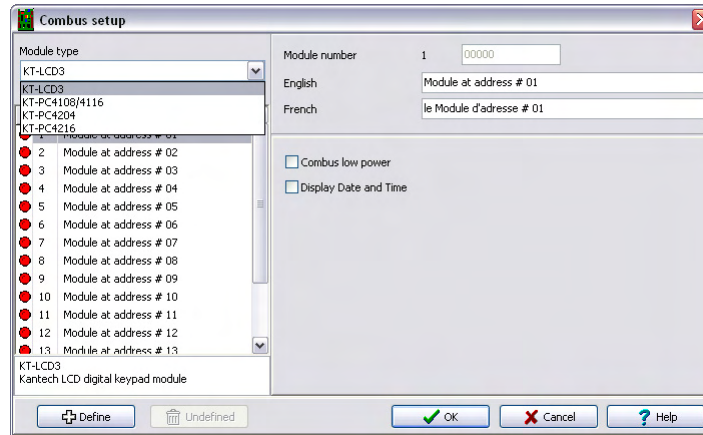 Combus setup
Module type
KT-LCD3
KT-LCD3
KT-PC4108/4116
KT-PC4204
KT-PC4216
1 Module at address # 01
2 Module at address # 02
3 Module at address # 03
4 Module at address # 04
5 Module at address # 05
6 Module at address # 06
7 Module at address # 07
8 Module at address # 08
9 Module at address # 09
10 Module at address # 10
11 Module at address # 11
12 Module at address # 12
13 Module at address # 13
KT-LCD3
Kantech LCD digital keypad module
Module number 1 00000
English Module at address # 01
French le Module d'adresse # 01
Combus low power
Display Date and Time
Define Undefined OK Cancel Help